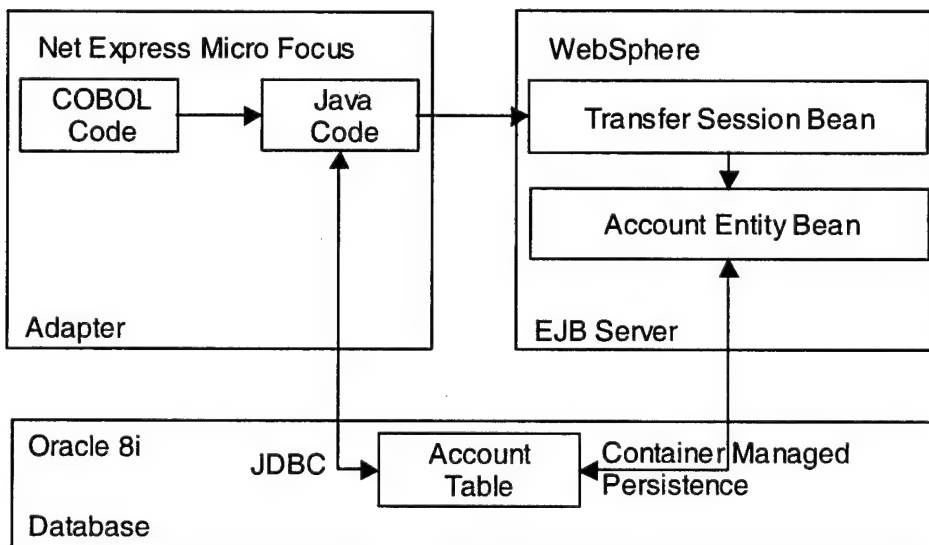 Net Express Micro Focus
COBOL
Code
Java
Code
Adapter
WebSphere
Transfer Session Bean
Account Entity Bean
EJB Server
Oracle 8i
JDBC
Account
Table
Container Managed
Persistence
Database